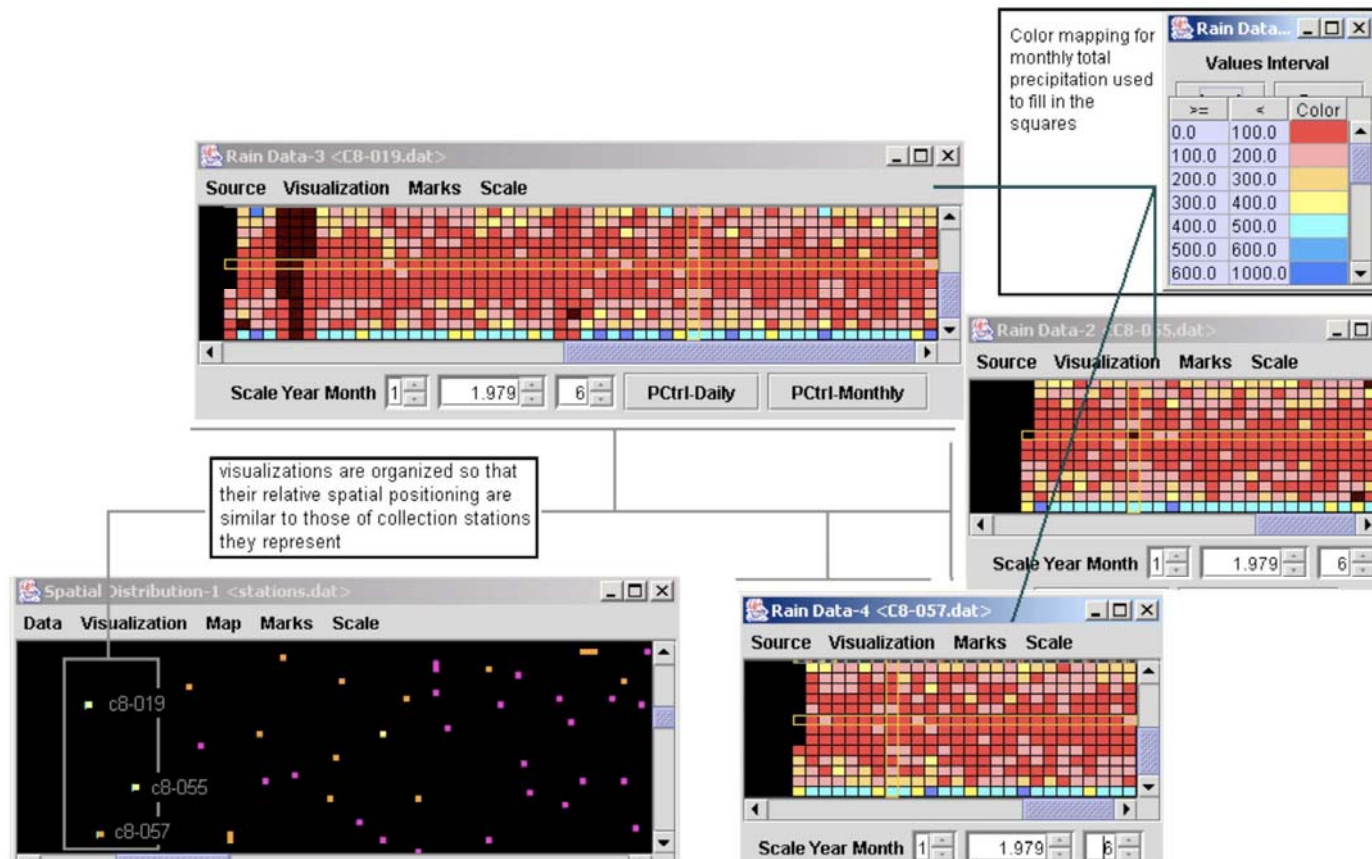 Color mapping for
monthly total
precipitation used
to fill in the
squares
Rain Data...
Values Interval
>= < Color
0.0 100.0
100.0 200.0
200.0 300.0
300.0 400.0
400.0 500.0
500.0 600.0
600.0 1000.0
Rain Data-3 <C8-019.dat>
Source Visualization Marks Scale
Scale Year Month 1 1.979 6 PCtrl-Daily PCtrl-Monthly
Rain Data-2 <C8-055.dat>
Source Visualization Marks Scale
Scale Year Month 1 1.979 6
visualizations are organized so that
their relative spatial positioning are
similar to those of collection stations
they represent
Spatial Distribution-1 <stations.dat>
Data Visualization Map Marks Scale
c8-019
c8-055
c8-057
Rain Data-4 <C8-057.dat>
Source Visualization Marks Scale
Scale Year Month 1 1.979 6